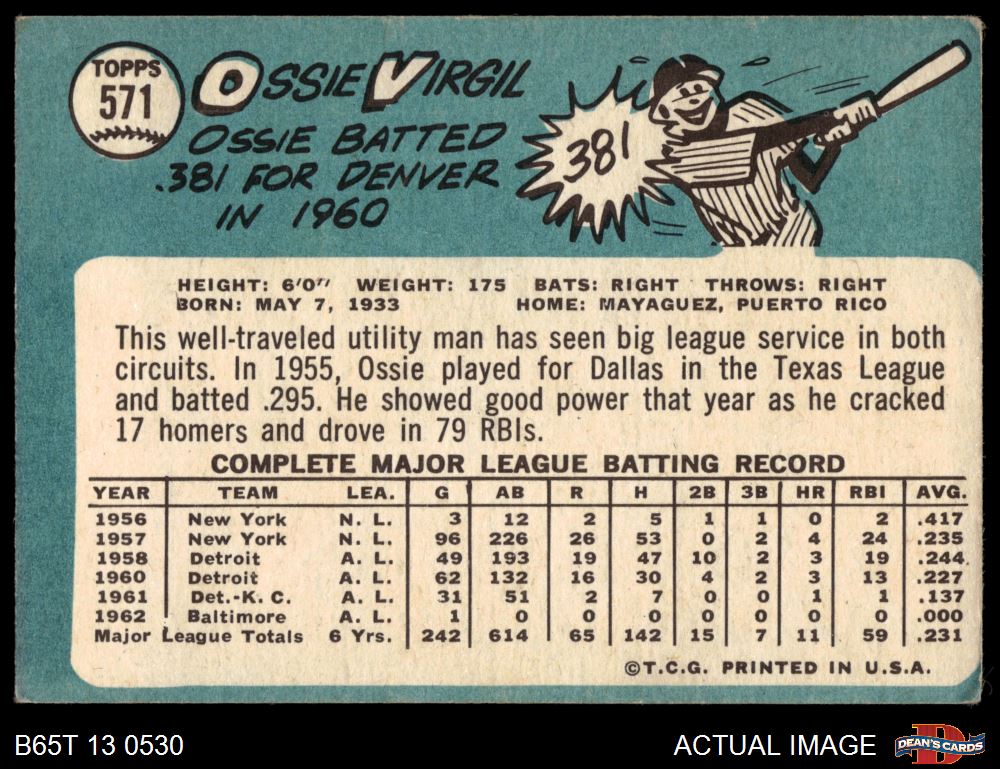 TOPPS
571
OSSIE VIRGIL
OSSIE BATTED
.381 FOR DENVER
IN 1960
381
HEIGHT: 6'0" WEIGHT: 175 BATS: RIGHT THROWS: RIGHT
BORN: MAY 7, 1933 HOME: MAYAGUEZ, PUERTO RICO
This well-traveled utility man has seen big league service in both
circuits. In 1955, Ossie played for Dallas in the Texas League
and batted .295. He showed good power that year as he cracked
17 homers and drove in 79 RBIs.
COMPLETE MAJOR LEAGUE BATTING RECORD
YEAR TEAM LEA. G AB R H 2B 3B HR RBI AVG.
1956 New York N. L. 3 12 2 5 1 1 0 2 .417
1957 New York N. L. 96 226 26 53 0 2 4 24 .235
1958 Detroit A. L. 49 193 19 47 10 2 3 19 .244
1960 Detroit A. L. 62 132 16 30 4 2 3 13 .227
1961 Det.-K. C. A. L. 31 51 2 7 0 0 1 1 .137
1962 Baltimore A. L. 1 0 0 0 0 0 0 0 .000
Major League Totals 6 Yrs. 242 614 65 142 15 7 11 59 .231
©T.C.G. PRINTED IN U.S.A.
B65T 13 0530
ACTUAL IMAGE
D
DEAN'S CARDS